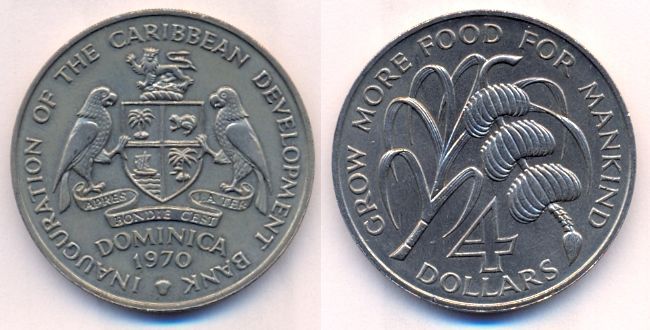 INAUGURATION OF THE CARIBBEAN DEVELOPMENT BANK
APRES
BONDIE
C'EST
LA TER
DOMINICA
1970
GROW MORE FOOD FOR MANKIND
4
DOLLARS